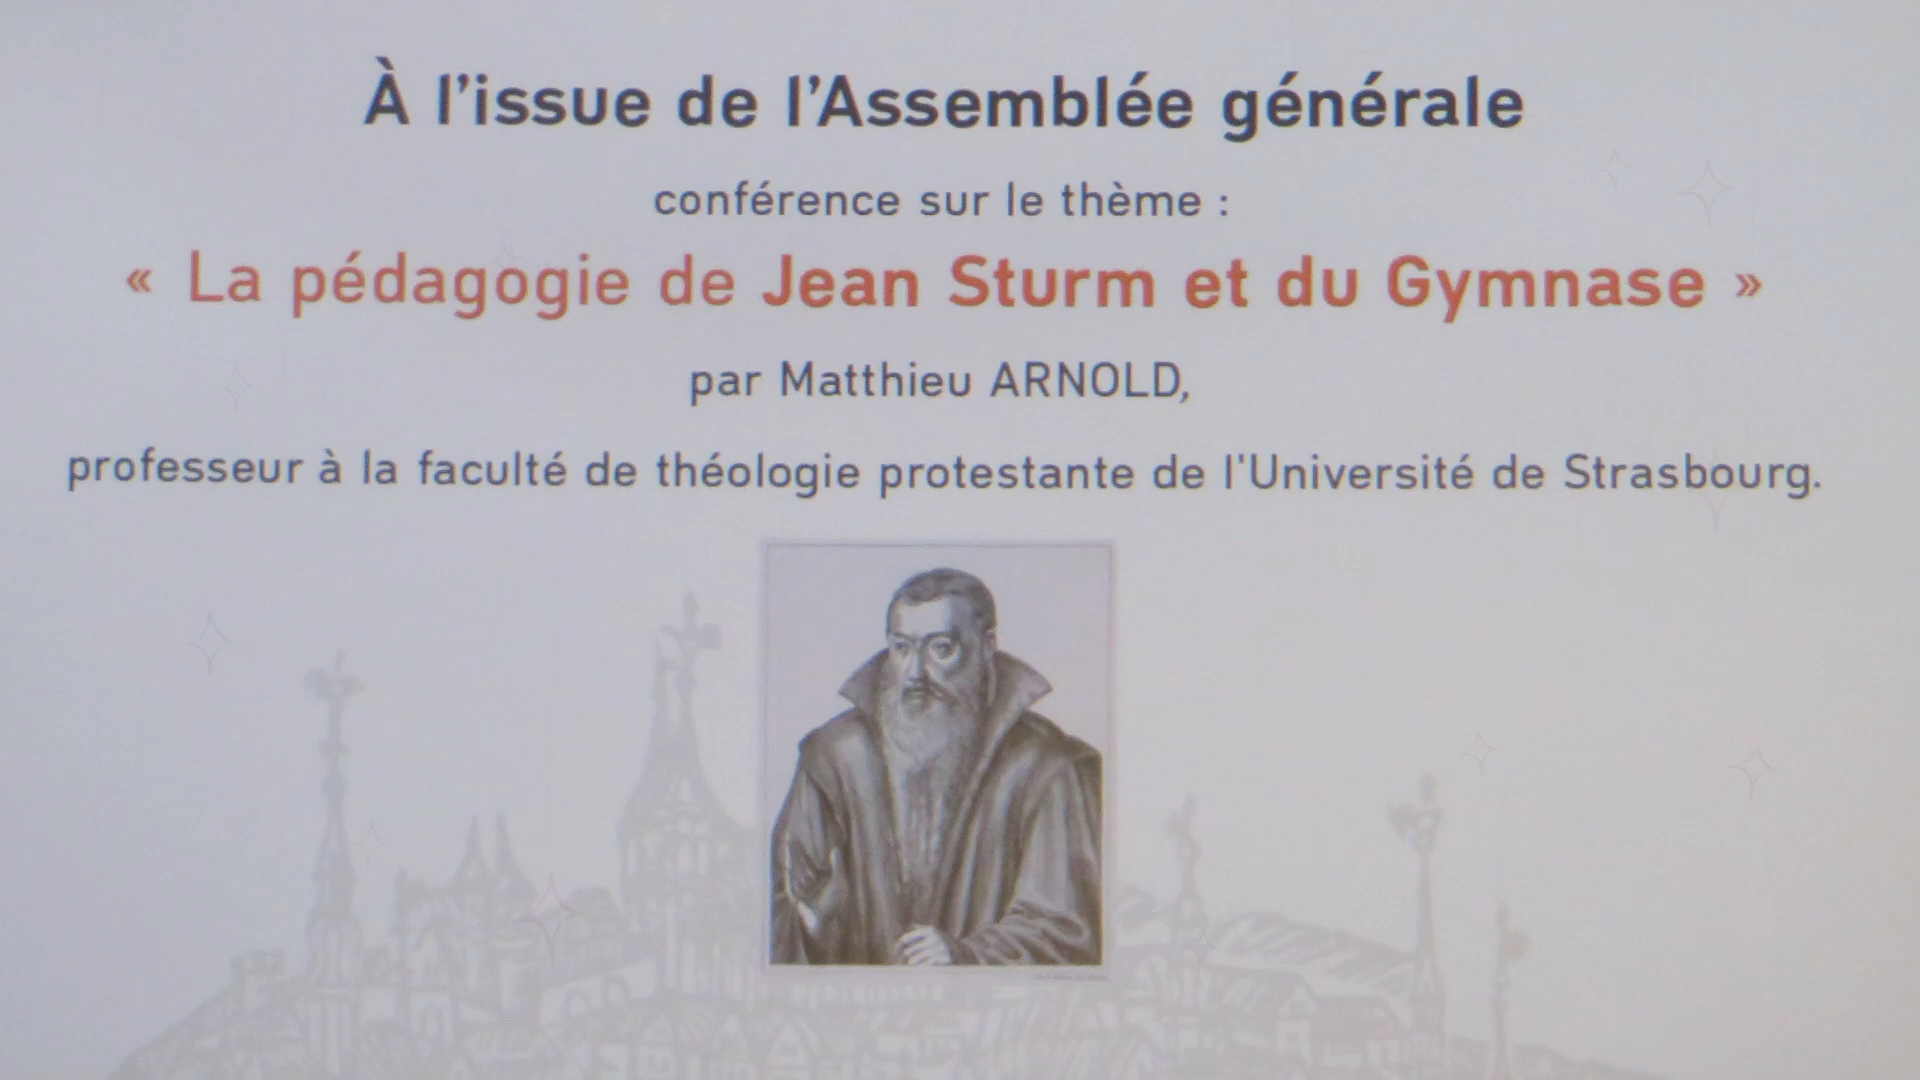 À l'issue de l'Assemblée générale
conférence sur le thème :
« La pédagogie de Jean Sturm et du Gymnase »
par Matthieu ARNOLD,
professeur à la faculté de théologie protestante de l'Université de Strasbourg.